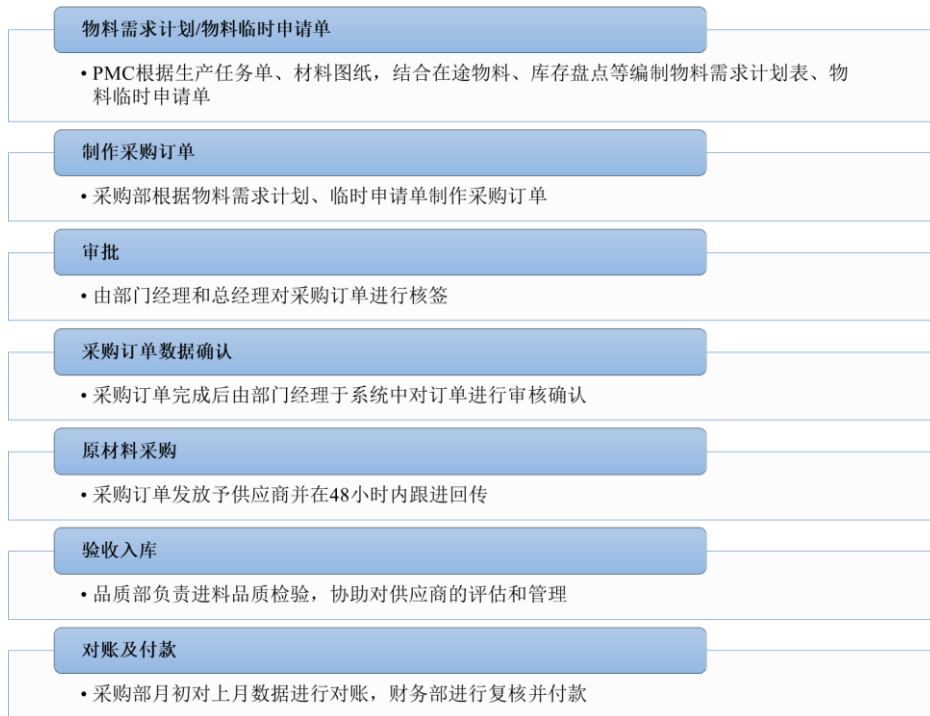 物料需求计划/物料临时申请单
• PMC根据生产任务单、材料图纸，结合在途物料、库存盘点等编制物料需求计划表、物
料临时申请单
制作采购订单
• 采购部根据物料需求计划、临时申请单制作采购订单
审批
• 由部门经理和总经理对采购订单进行核签
采购订单数据确认
• 采购订单完成后由部门经理于系统中对订单进行审核确认
原材料采购
• 采购订单发放予供应商并在48小时内跟进回传
验收入库
• 品质部负责进料品质检验，协助对供应商的评估和管理
对账及付款
• 采购部月初对上月数据进行对账，财务部进行复核并付款